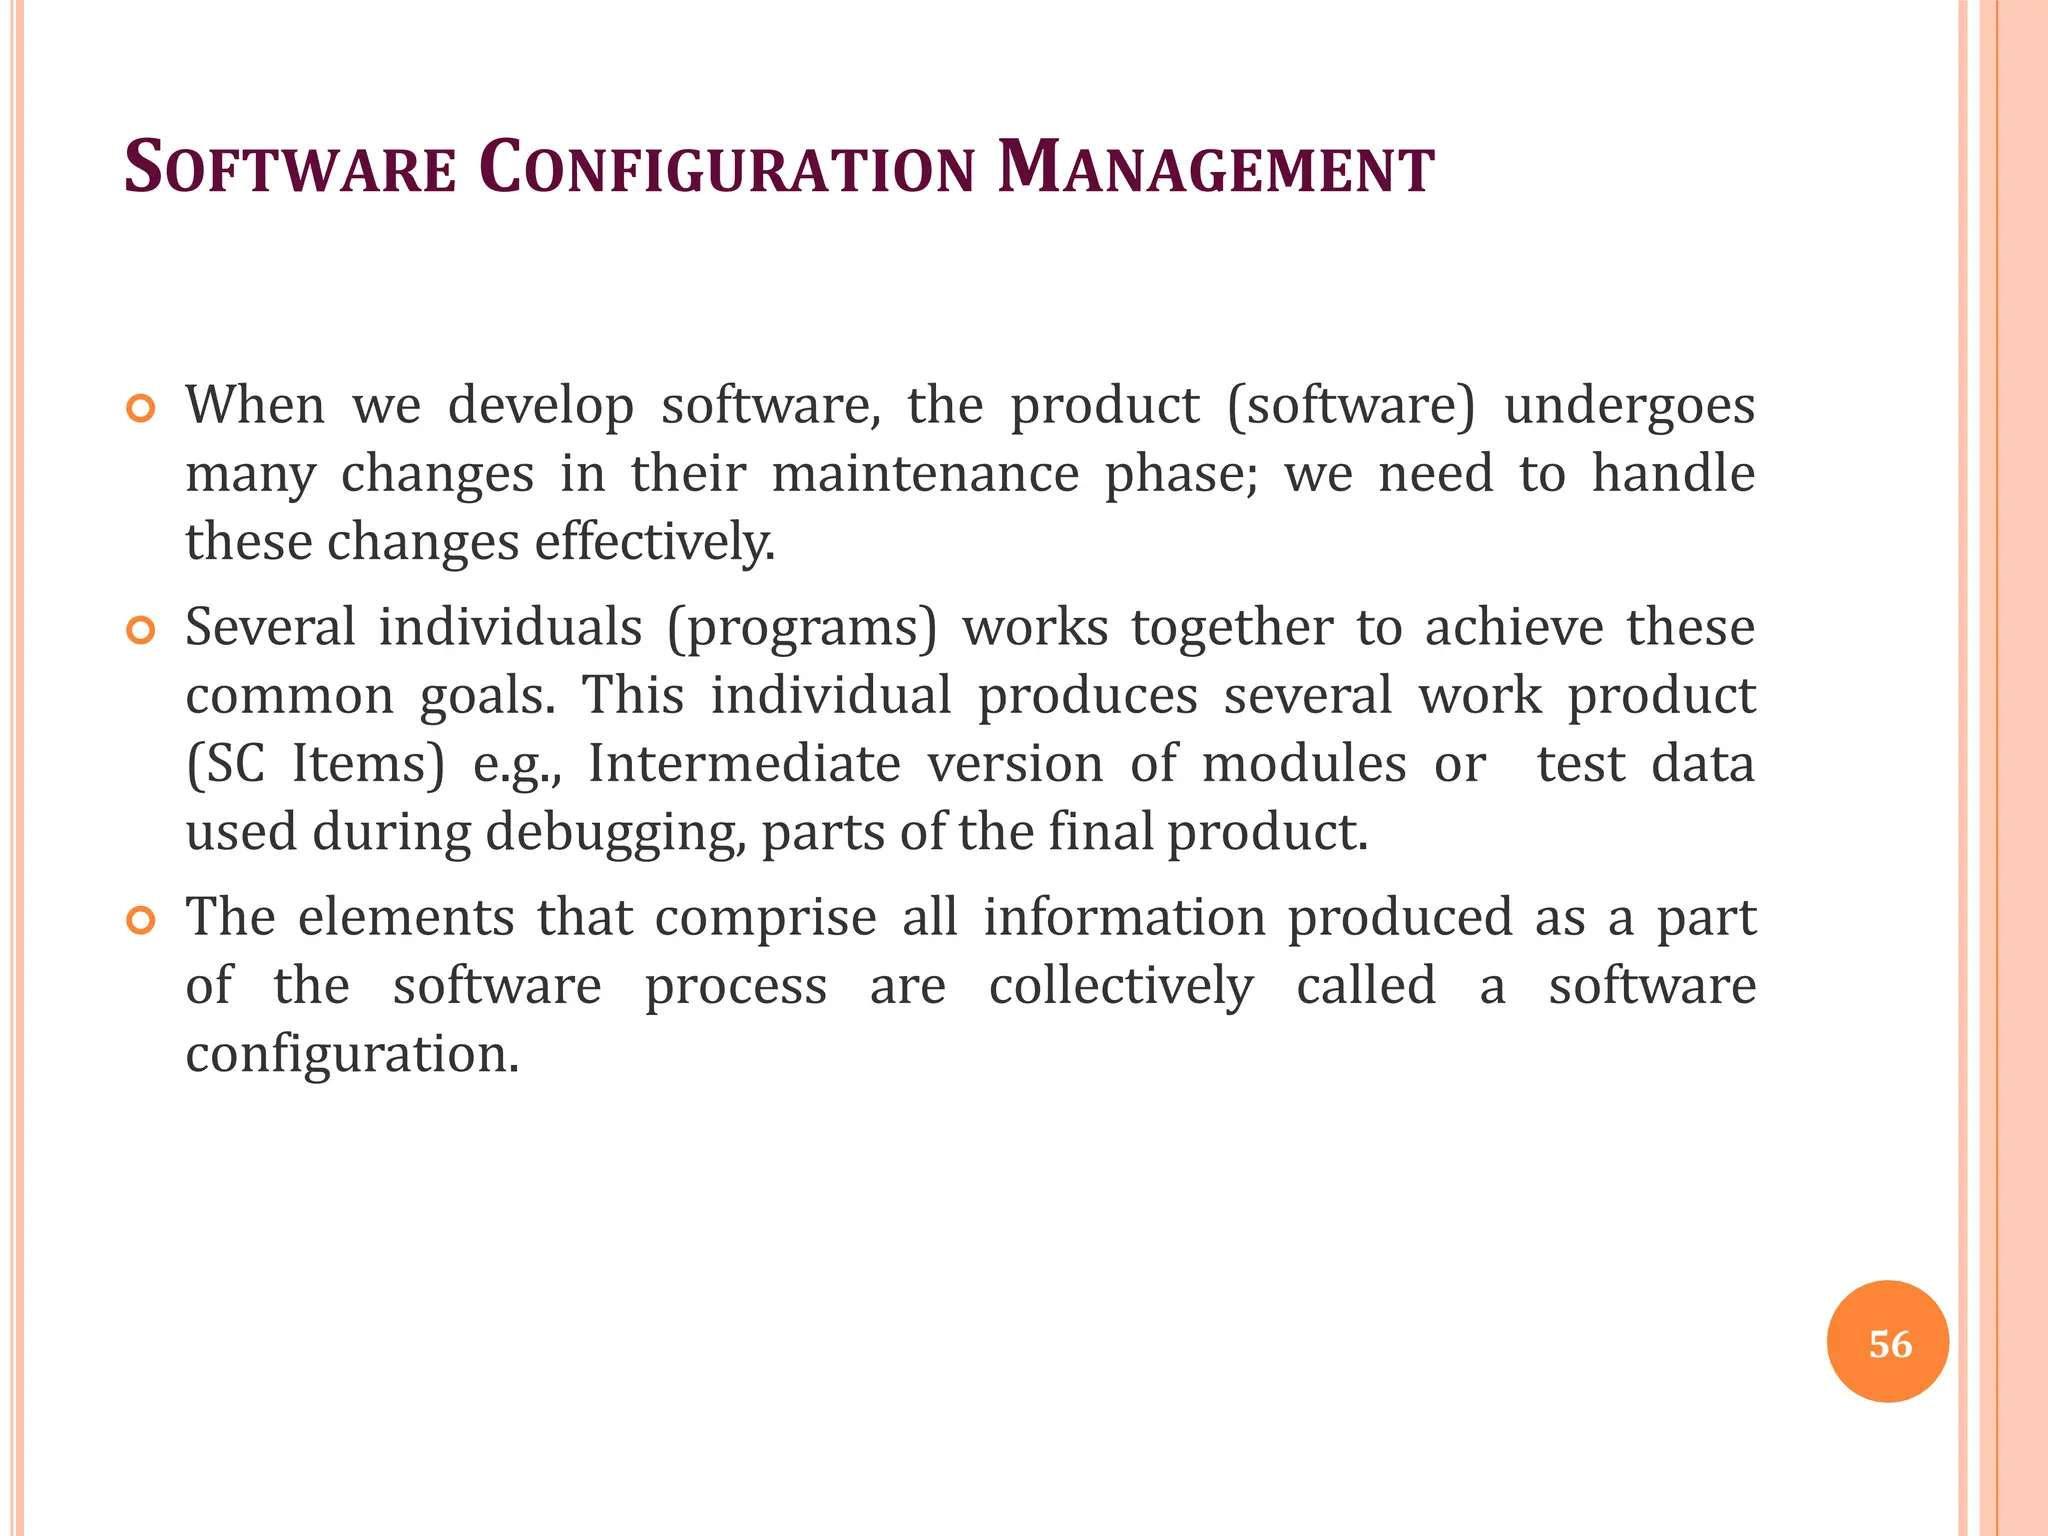 SOFTWARE CONFIGURATION MANAGEMENT
When we develop software, the product (software) undergoes
many changes in their maintenance phase; we need to handle
these changes effectively.
Several individuals (programs) works together to achieve these
common goals. This individual produces several work product
(SC Items) e.g., Intermediate version of modules or test data
used during debugging, parts of the final product.
The elements that comprise all information produced as a part
of the software process are collectively called a software
configuration.
56